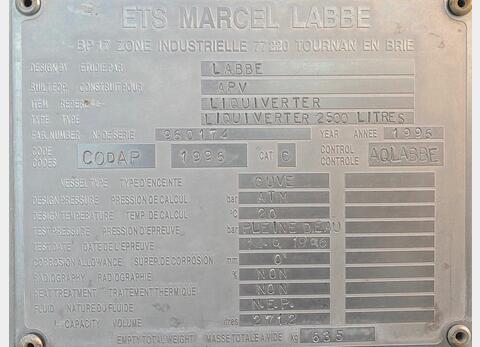 ETS MARCEL LABBE
BP 17 ZONE INDUSTRIELLE 77 220 TOURNAN EN BRIE
DESIGN BY ETUDIE PAR LABBE
BUILT FOR CONSTRUIT POUR APV
ITEM REPERE LIQUIVERTER
TYPE TYPE LIQUIVERTER 2500 LITRES
FAB. NUMBER N° DE SERIE 960174 YEAR ANNEE 1996
CODE CODES CODAP 1996 CAT C CONTROL CONTRÔLE AQLABBE
VESSEL TYPE TYPE D'ENCEINTE CUVE
DESIGN PRESSURE PRESSION DE CALCUL bar ATM
DESIGN TEMPERATURE TEMP. DE CALCUL °C 20
TEST PRESSURE PRESSION D'EPREUVE bar PLEINE D'EAU
TEST DATE DATE DE L'EPREUVE 1996
CORROSION ALLOWANCE SUREP. DE CORROSION mm 0
RADIOGRAPHY RADIOGRAPHIE % NON
HEAT TREATMENT TRAITEMENT THERMIQUE NON
FLUID NATURE DU FLUIDE N.E.P.
CAPACITY VOLUME litres 2712
EMPTY TOTAL WEIGHT MASSE TOTALE A VIDE Kg 635